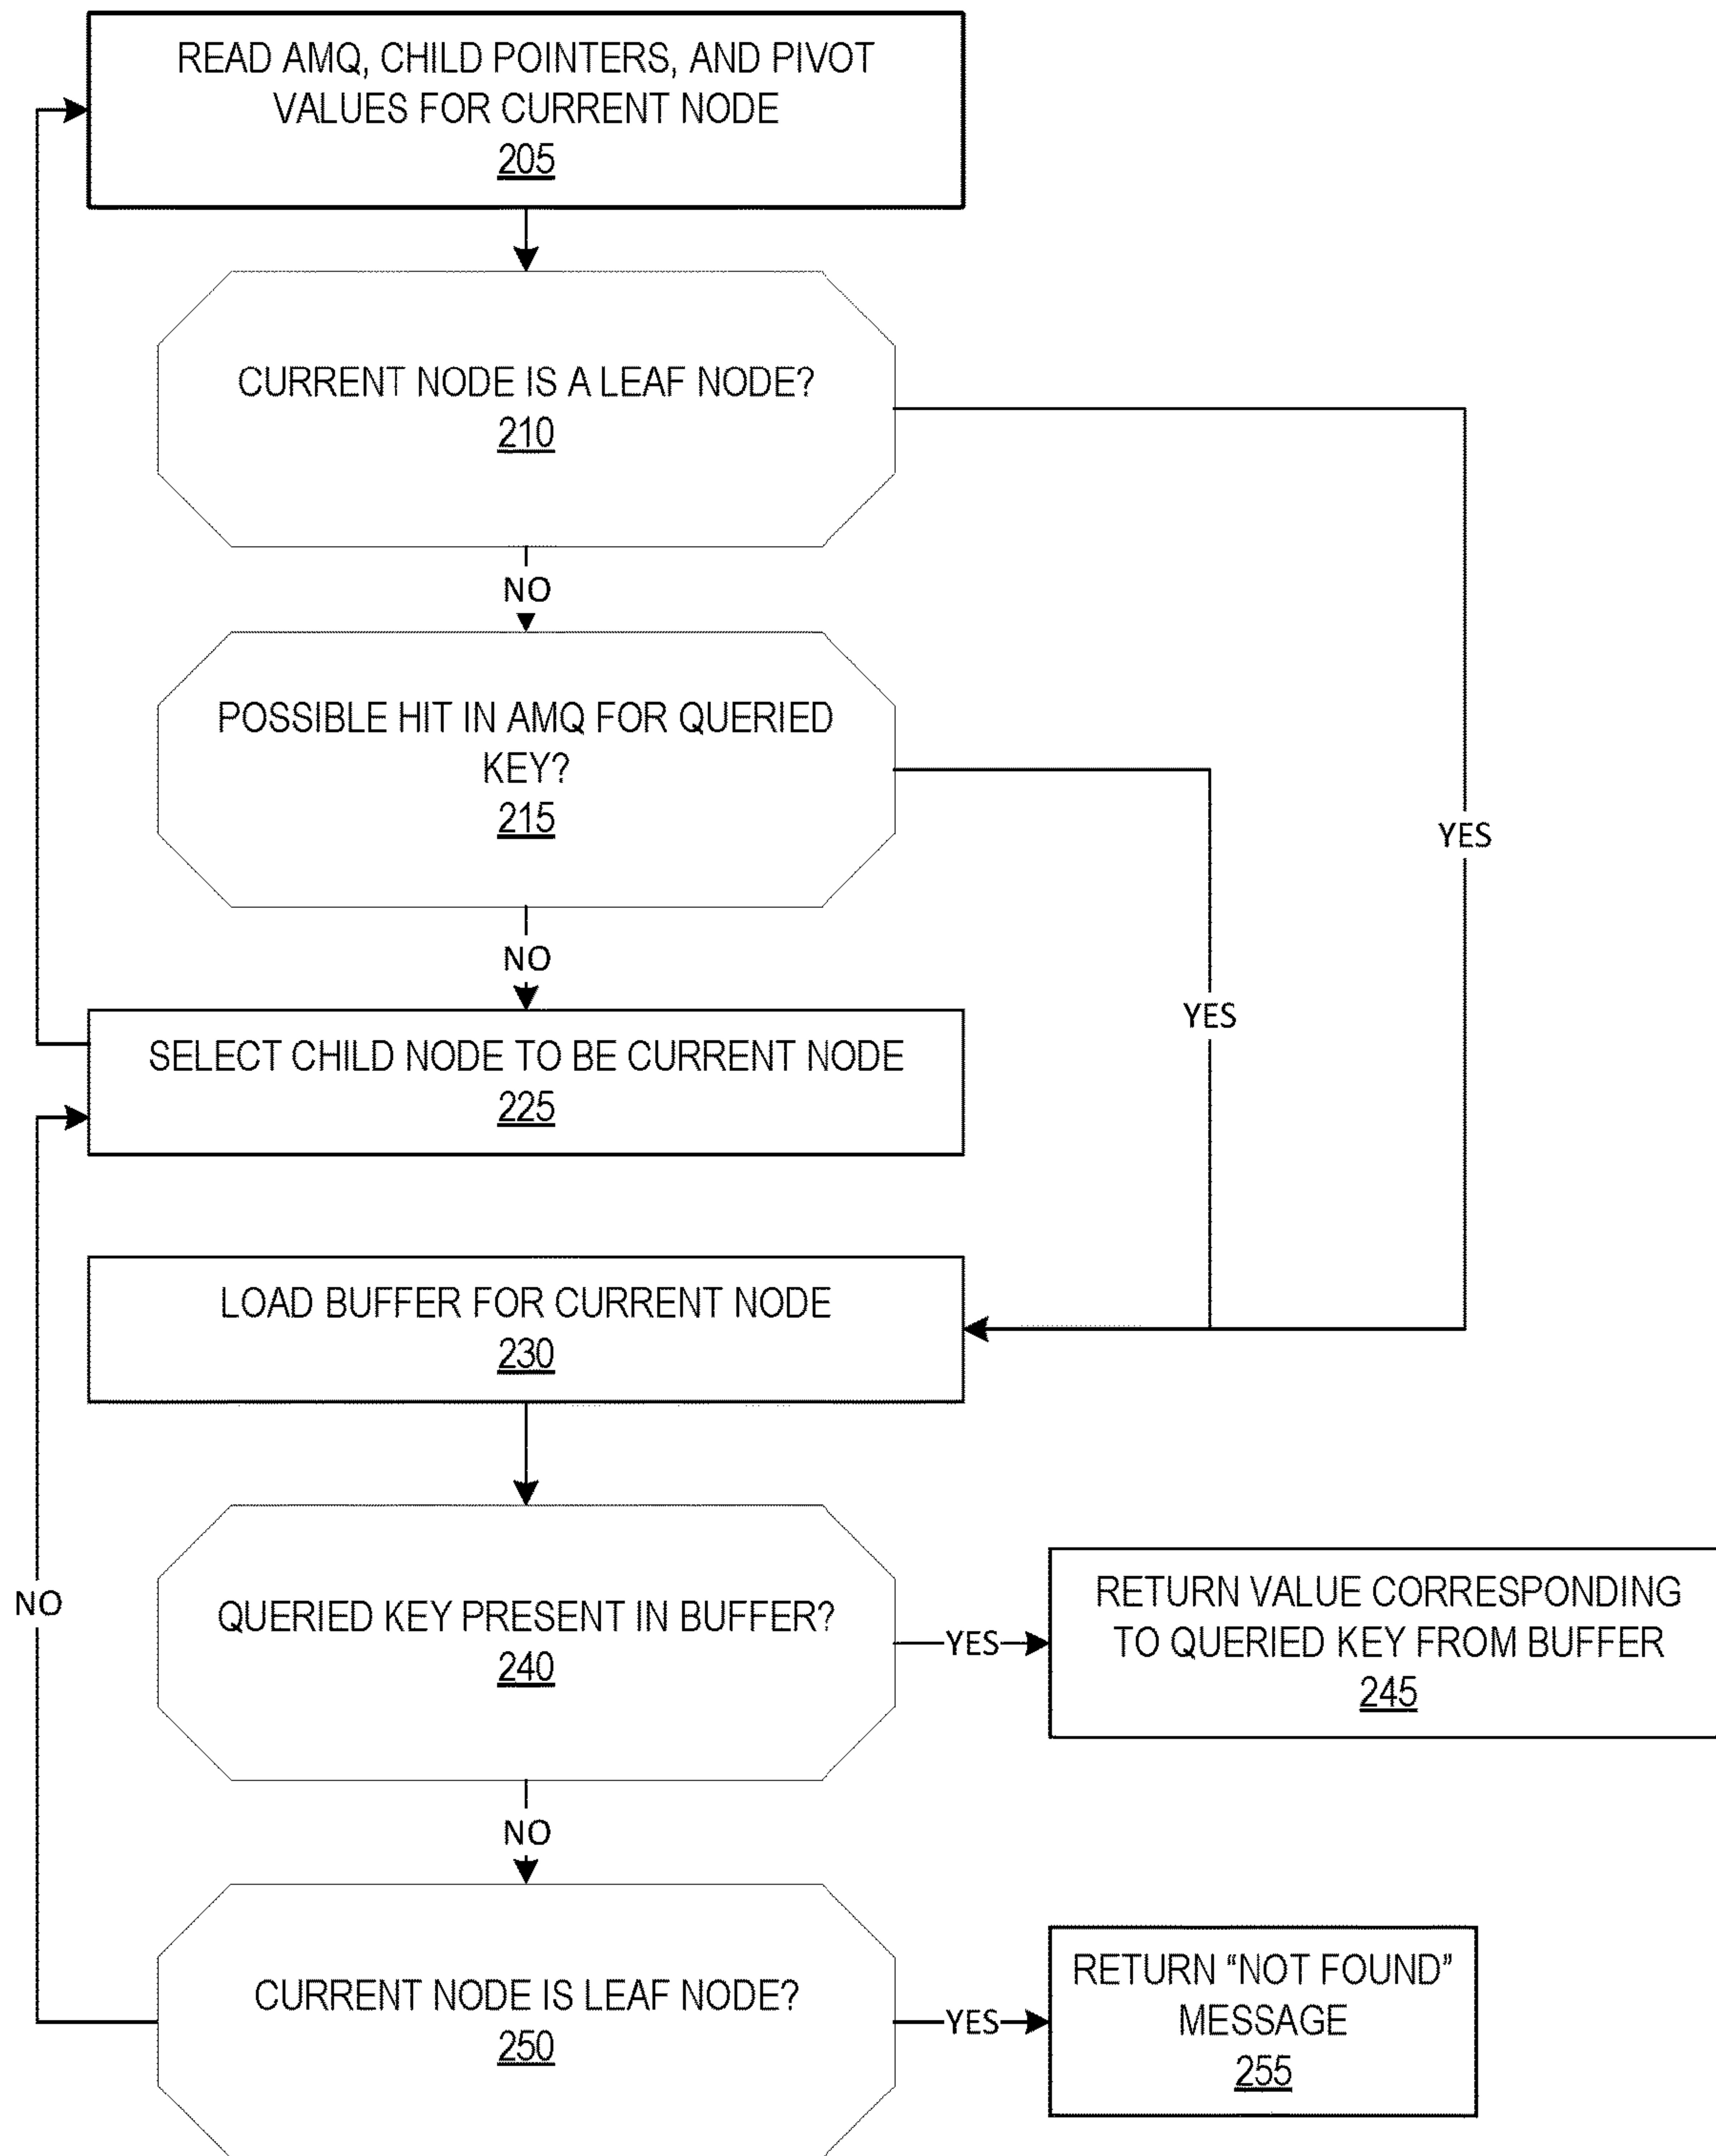 READ AMQ, CHILD POINTERS, AND PIVOT
VALUES FOR CURRENT NODE
205
CURRENT NODE IS A LEAF NODE?
210
NO
POSSIBLE HIT IN AMQ FOR QUERIED
KEY?
215
YES
NO
YES
SELECT CHILD NODE TO BE CURRENT NODE
225
LOAD BUFFER FOR CURRENT NODE
230
NO
QUERIED KEY PRESENT IN BUFFER?
240
YES
RETURN VALUE CORRESPONDING
TO QUERIED KEY FROM BUFFER
245
NO
CURRENT NODE IS LEAF NODE?
250
YES
RETURN “NOT FOUND”
MESSAGE
255